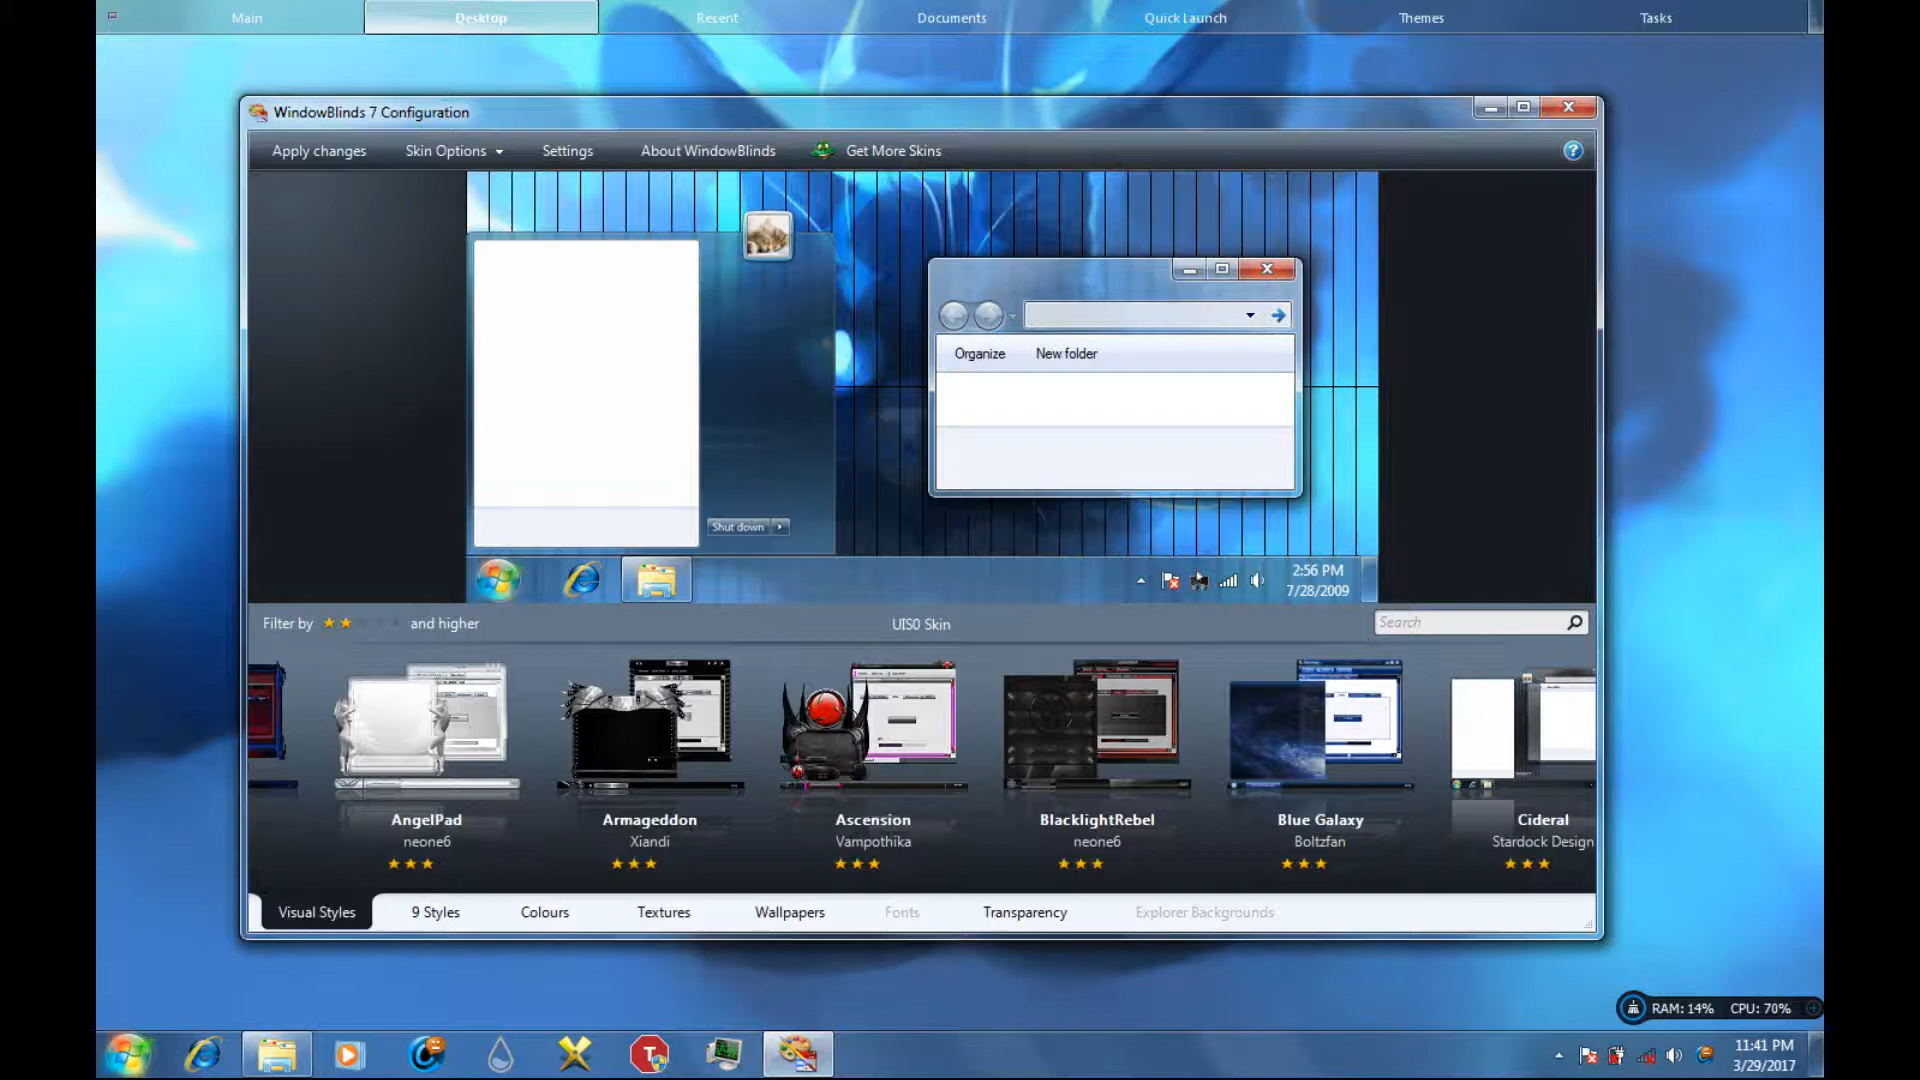 Main Desktop Recent Documents Quick Launch Themes Tasks
WindowBlinds 7 Configuration
Apply changes Skin Options Settings About WindowBlinds Get More Skins ?
Organize New folder
Shut down
2:56 PM
7/28/2009
Filter by and higher UIS0 Skin Search
AngelPad Armageddon Ascension BlacklightRebel Blue Galaxy Cideral
neone6 Xiandi Vampothika neone6 Boltzfan Stardock Design
Visual Styles 9 Styles Colours Textures Wallpapers Fonts Transparency Explorer Backgrounds
RAM: 14% CPU: 70%
T
11:41 PM
3/29/2017